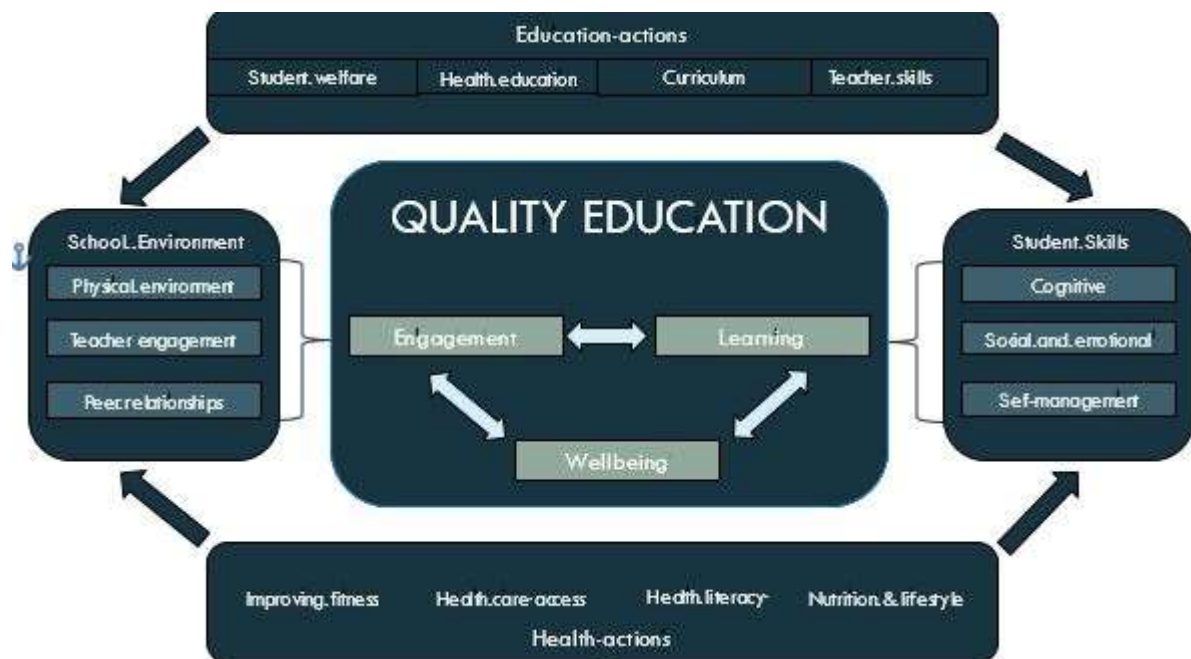 Education-actions
Student.welfare Health.education Curriculum Teacher.skills
QUALITY EDUCATION
School.Environment
Physical.environment
Teacher engagement
Peer.relationships
Engagement Learning
Wellbeing
Student.Skills
Cognitive
Social.and.emotional
Self-management
Improving.fitness Health.care-access Health.literacy- Nutrition.&.lifestyle
Health-actions